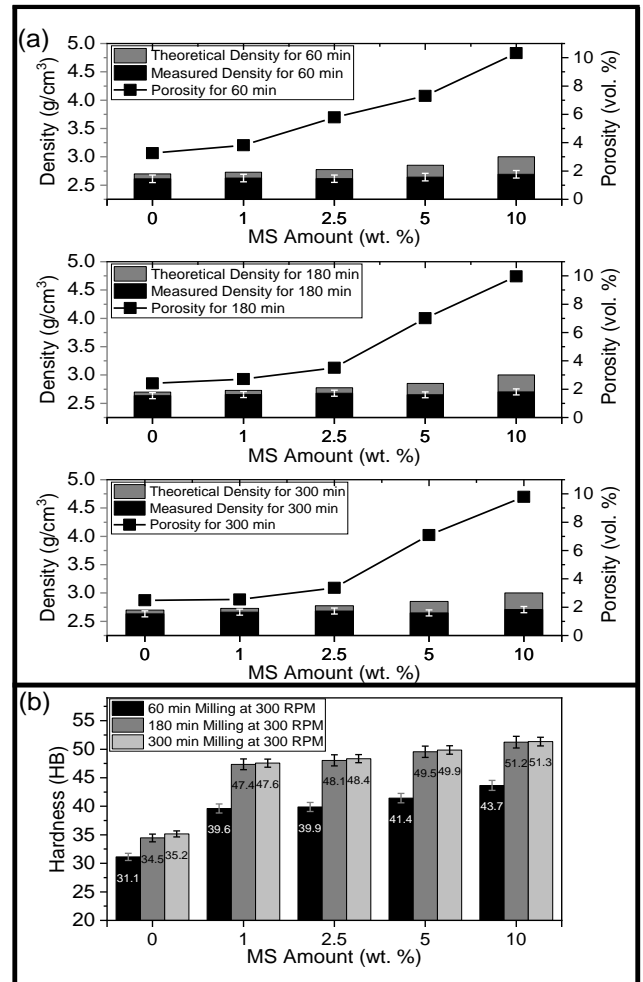 (a)
Theoretical Density for 60 min
Measured Density for 60 min
Porosity for 60 min
Density (g/cm³)
5.0
4.5
4.0
3.5
3.0
2.5
Porosity (vol. %)
10
8
6
4
2
0
0 1 2.5 5 10
MS Amount (wt. %)
Theoretical Density for 180 min
Measured Density for 180 min
Porosity for 180 min
Density (g/cm³)
5.0
4.5
4.0
3.5
3.0
2.5
Porosity (vol. %)
10
8
6
4
2
0
0 1 2.5 5 10
MS Amount (wt. %)
Theoretical Density for 300 min
Measured Density for 300 min
Porosity for 300 min
Density (g/cm³)
5.0
4.5
4.0
3.5
3.0
2.5
Porosity (vol. %)
10
8
6
4
2
0
0 1 2.5 5 10
MS Amount (wt. %)
(b)
60 min Milling at 300 RPM
180 min Milling at 300 RPM
300 min Milling at 300 RPM
Hardness (HB)
55
50
45
40
35
30
25
20
31.1 34.5 35.2
39.6 47.4 47.6
39.9 48.1 48.4
41.4 49.5 49.9
43.7 51.2 51.3
0 1 2.5 5 10
MS Amount (wt. %)